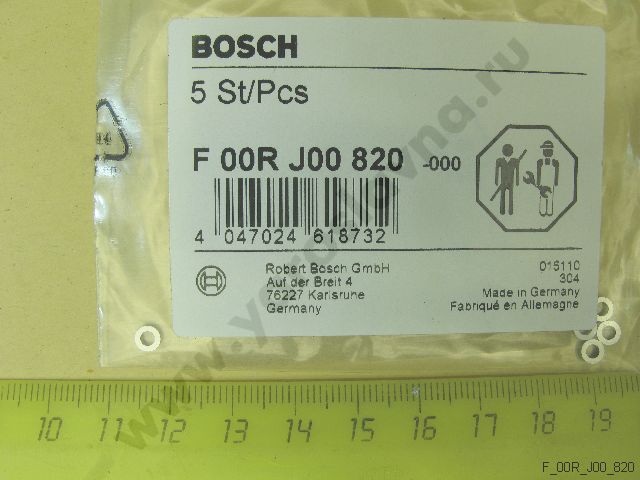 BOSCH
5 St/Pcs
F 00R J00 820 -000
4 047024 618732
Robert Bosch GmbH
Auf der Breit 4
76227 Karlsruhe
Germany
015110
304
Made in Germany
Fabriqué en Allemagne
10 11 12 13 14 15 16 17 18 19
F_00R_J00_820